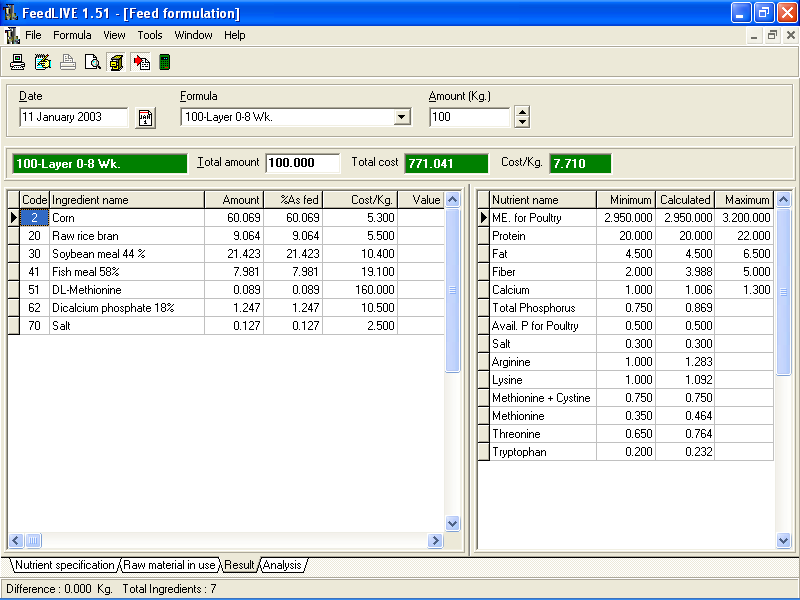 FeedLIVE 1.51 - [Feed formulation]
File Formula View Tools Window Help
Date Formula Amount (Kg.)
11 January 2003 100-Layer 0-8 Wk. 100
100-Layer 0-8 Wk. Total amount 100.000 Total cost 771.041 Cost/Kg. 7.710
Code Ingredient name Amount %As fed Cost/Kg. Value
2 Corn 60.069 60.069 5.300
20 Raw rice bran 9.064 9.064 5.500
30 Soybean meal 44 % 21.423 21.423 10.400
41 Fish meal 58% 7.981 7.981 19.100
51 DL-Methionine 0.089 0.089 160.000
62 Dicalcium phosphate 18% 1.247 1.247 10.500
70 Salt 0.127 0.127 2.500
Nutrient name Minimum Calculated Maximum
ME. for Poultry 2.950.000 2.950.000 3.200.000
Protein 20.000 20.000 22.000
Fat 4.500 4.500 6.500
Fiber 2.000 3.988 5.000
Calcium 1.000 1.006 1.300
Total Phosphorus 0.750 0.869
Avail. P for Poultry 0.500 0.500
Salt 0.300 0.300
Arginine 1.000 1.283
Lysine 1.000 1.092
Methionine + Cystine 0.750 0.750
Methionine 0.350 0.464
Threonine 0.650 0.764
Tryptophan 0.200 0.232
Nutrient specification Raw material in use Result Analysis
Difference : 0.000 Kg. Total Ingredients : 7